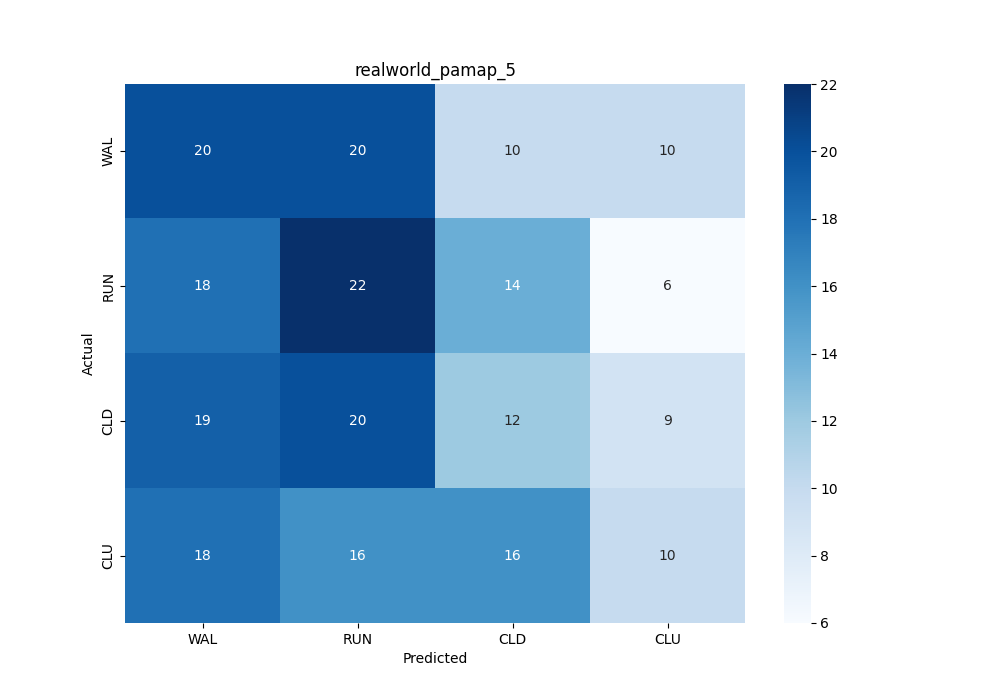 realworld_pamap_5
WAL 20 20 10 10
RUN 18 22 14 6
CLD 19 20 12 9
CLU 18 16 16 10
WAL RUN CLD CLU
Predicted
Actual
22
20
18
16
14
12
10
8
6